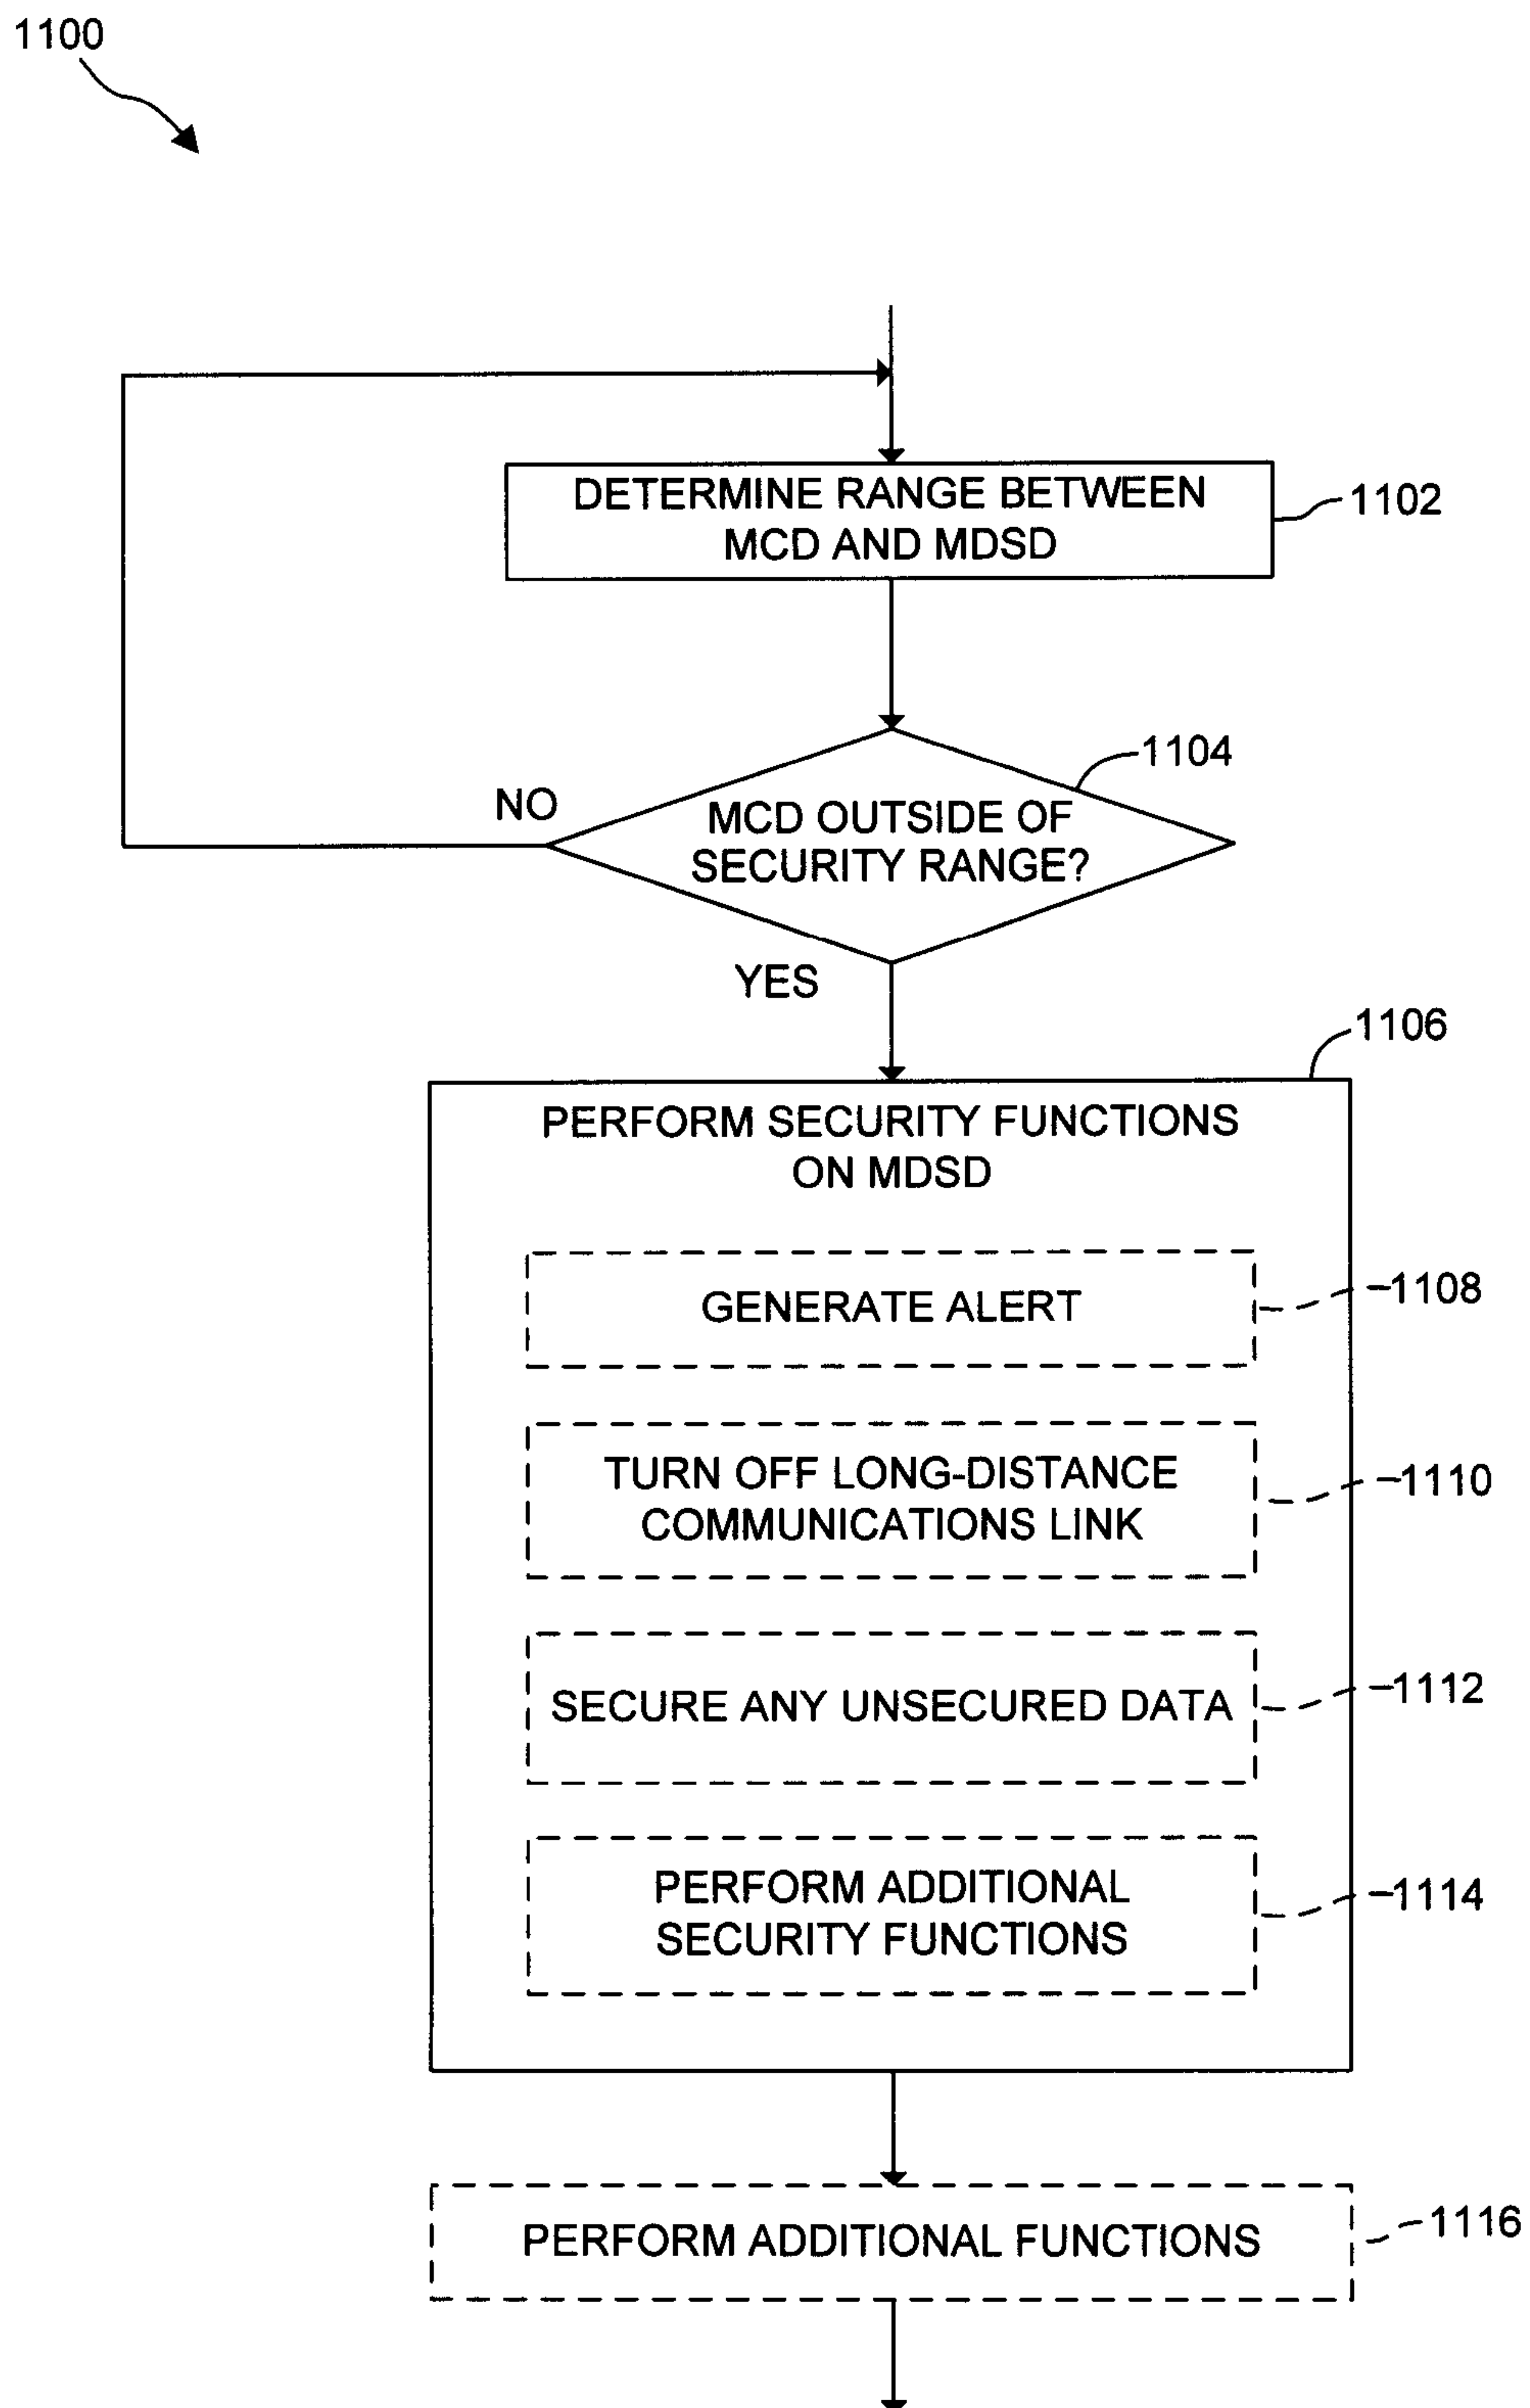 1100
DETERMINE RANGE BETWEEN
MCD AND MDSD
1102
1104
NO
MCD OUTSIDE OF
SECURITY RANGE?
YES
1106
PERFORM SECURITY FUNCTIONS
ON MDSD
GENERATE ALERT
1108
TURN OFF LONG-DISTANCE
COMMUNICATIONS LINK
1110
SECURE ANY UNSECURED DATA
1112
PERFORM ADDITIONAL
SECURITY FUNCTIONS
1114
PERFORM ADDITIONAL FUNCTIONS
1116